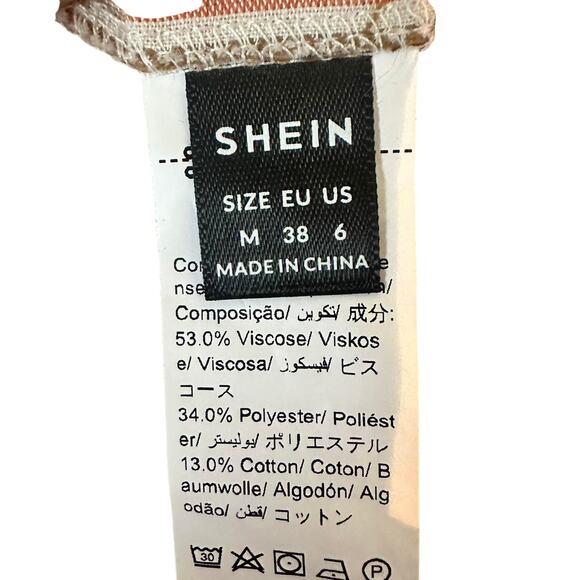 SHEIN
SIZE EU US
M 38 6
MADE IN CHINA
Composição/ تكوين/ 成分:
53.0% Viscose/ Viskos
e/ Viscosa/ فيسكوز/ ビス
コース
34.0% Polyester/ Poliést
er/ بوليستر/ ポリエステル
13.0% Cotton/ Coton/ B
aumwolle/ Algodón/ Alg
odão/ قطن/ コットン
30
P